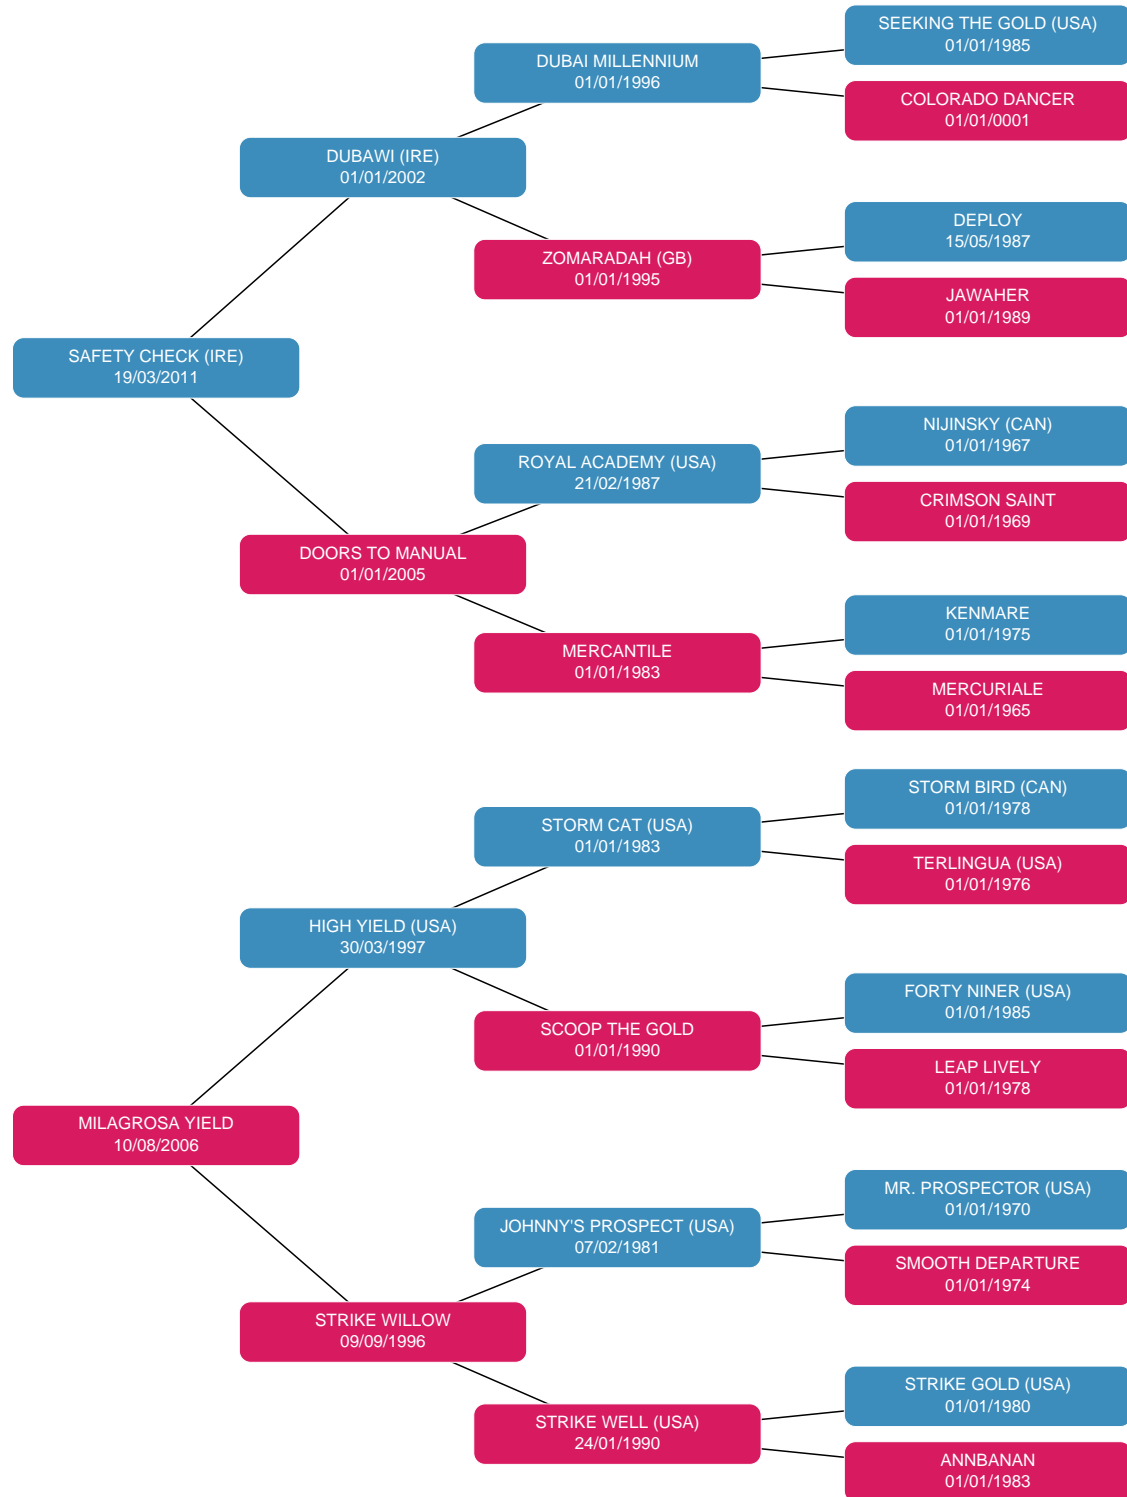 SEEKING THE GOLD (USA)
01/01/1985
DUBAI MILLENNIUM
01/01/1996
COLORADO DANCER
01/01/0001
DUBAWI (IRE)
01/01/2002
DEPLOY
15/05/1987
ZOMARADAH (GB)
01/01/1995
JAWAHER
01/01/1989
SAFETY CHECK (IRE)
19/03/2011
NIJINSKY (CAN)
01/01/1967
ROYAL ACADEMY (USA)
21/02/1987
CRIMSON SAINT
01/01/1969
DOORS TO MANUAL
01/01/2005
KENMARE
01/01/1975
MERCANTILE
01/01/1983
MERCURIALE
01/01/1965
STORM BIRD (CAN)
01/01/1978
STORM CAT (USA)
01/01/1983
TERLINGUA (USA)
01/01/1976
HIGH YIELD (USA)
30/03/1997
FORTY NINER (USA)
01/01/1985
SCOOP THE GOLD
01/01/1990
LEAP LIVELY
01/01/1978
MILAGROSA YIELD
10/08/2006
MR. PROSPECTOR (USA)
01/01/1970
JOHNNY'S PROSPECT (USA)
07/02/1981
SMOOTH DEPARTURE
01/01/1974
STRIKE WILLOW
09/09/1996
STRIKE GOLD (USA)
01/01/1980
STRIKE WELL (USA)
24/01/1990
ANNBANAN
01/01/1983